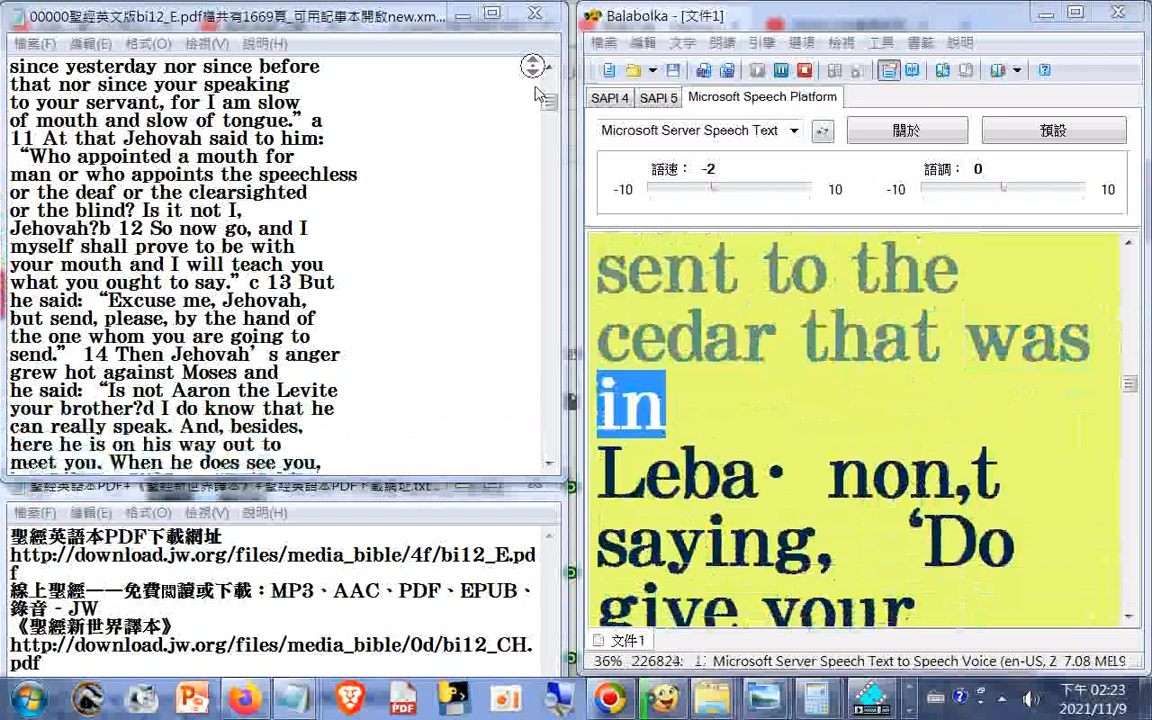 00000聖經英文版bi12_E.pdf檔共有1669頁_可用記事本開啟new.xm...
檔案(F) 編輯(E) 格式(O) 檢視(V) 說明(H)
since yesterday nor since before
that nor since your speaking
to your servant, for I am slow
of mouth and slow of tongue.” a
11 At that Jehovah said to him:
“Who appointed a mouth for
man or who appoints the speechless
or the deaf or the clearsighted
or the blind? Is it not I,
Jehovah?b 12 So now go, and I
myself shall prove to be with
your mouth and I will teach you
what you ought to say.” c 13 But
he said: “Excuse me, Jehovah,
but send, please, by the hand of
the one whom you are going to
send.” 14 Then Jehovah’s anger
grew hot against Moses and
he said: “Is not Aaron the Levite
your brother?d I do know that he
can really speak. And, besides,
here he is on his way out to
meet you. When he does see you,
檔案(F) 編輯(E) 格式(O) 檢視(V) 說明(H)
聖經英語本PDF下載網址
http://download.jw.org/files/media_bible/4f/bi12_E.pd
f
線上聖經——免費閱讀或下載：MP3、AAC、PDF、EPUB、
錄音 - JW
《聖經新世界譯本》
http://download.jw.org/files/media_bible/0d/bi12_CH.
pdf
Balabolka - [文件1]
檔案 編輯 文字 朗讀 引擎 選項 檢視 工具 書籤 說明
SAPI 4 SAPI 5 Microsoft Speech Platform
Microsoft Server Speech Text 關於 預設
語速： -2 語調： 0
-10 10 -10 10
sent to the
cedar that was
in
Leba· non,t
saying, ‘Do
give your
文件1
36% 226824: Microsoft Server Speech Text to Speech Voice (en-US, Z 7.08 MB
下午 02:23
2021/11/9